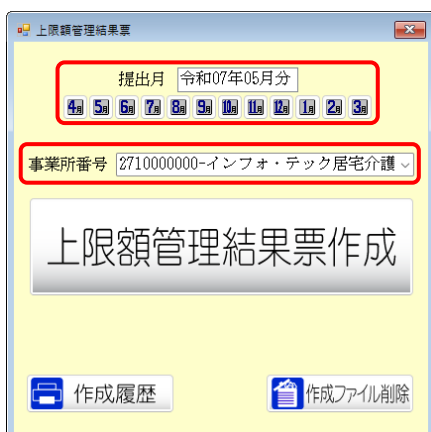 上限額管理結果票
提出月 令和07年05月分
4月 5月 6月 7月 8月 9月 10月 11月 12月 1月 2月 3月
事業所番号 2710000000-インフォ・テック居宅介護
上限額管理結果票作成
作成履歴 作成ファイル削除